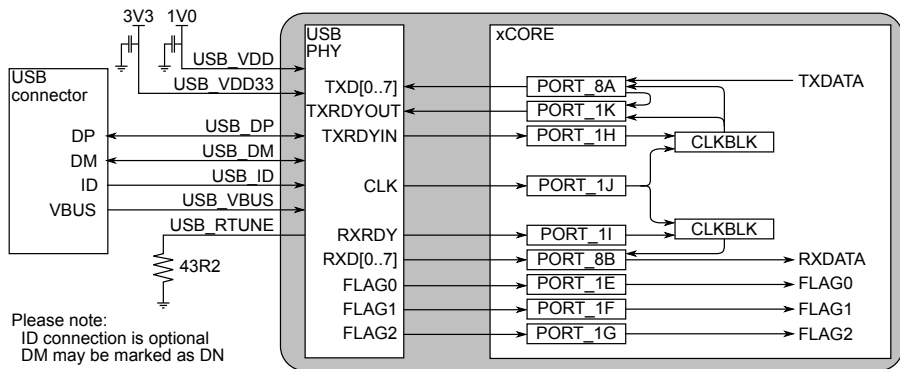 3V3
1V0
USB_VDD
USB_VDD33
USB
connector
DP
DM
ID
VBUS
USB_DP
USB_DM
USB_ID
USB_VBUS
USB_RTUNE
43R2
Please note:
ID connection is optional
DM may be marked as DN
USB
PHY
TXD[0..7]
TXRDYOUT
TXRDYIN
CLK
RXRDY
RXD[0..7]
FLAG0
FLAG1
FLAG2
xCORE
PORT_8A
PORT_1K
PORT_1H
PORT_1J
PORT_1I
PORT_8B
PORT_1E
PORT_1F
PORT_1G
CLKBLK
CLKBLK
TXDATA
RXDATA
FLAG0
FLAG1
FLAG2